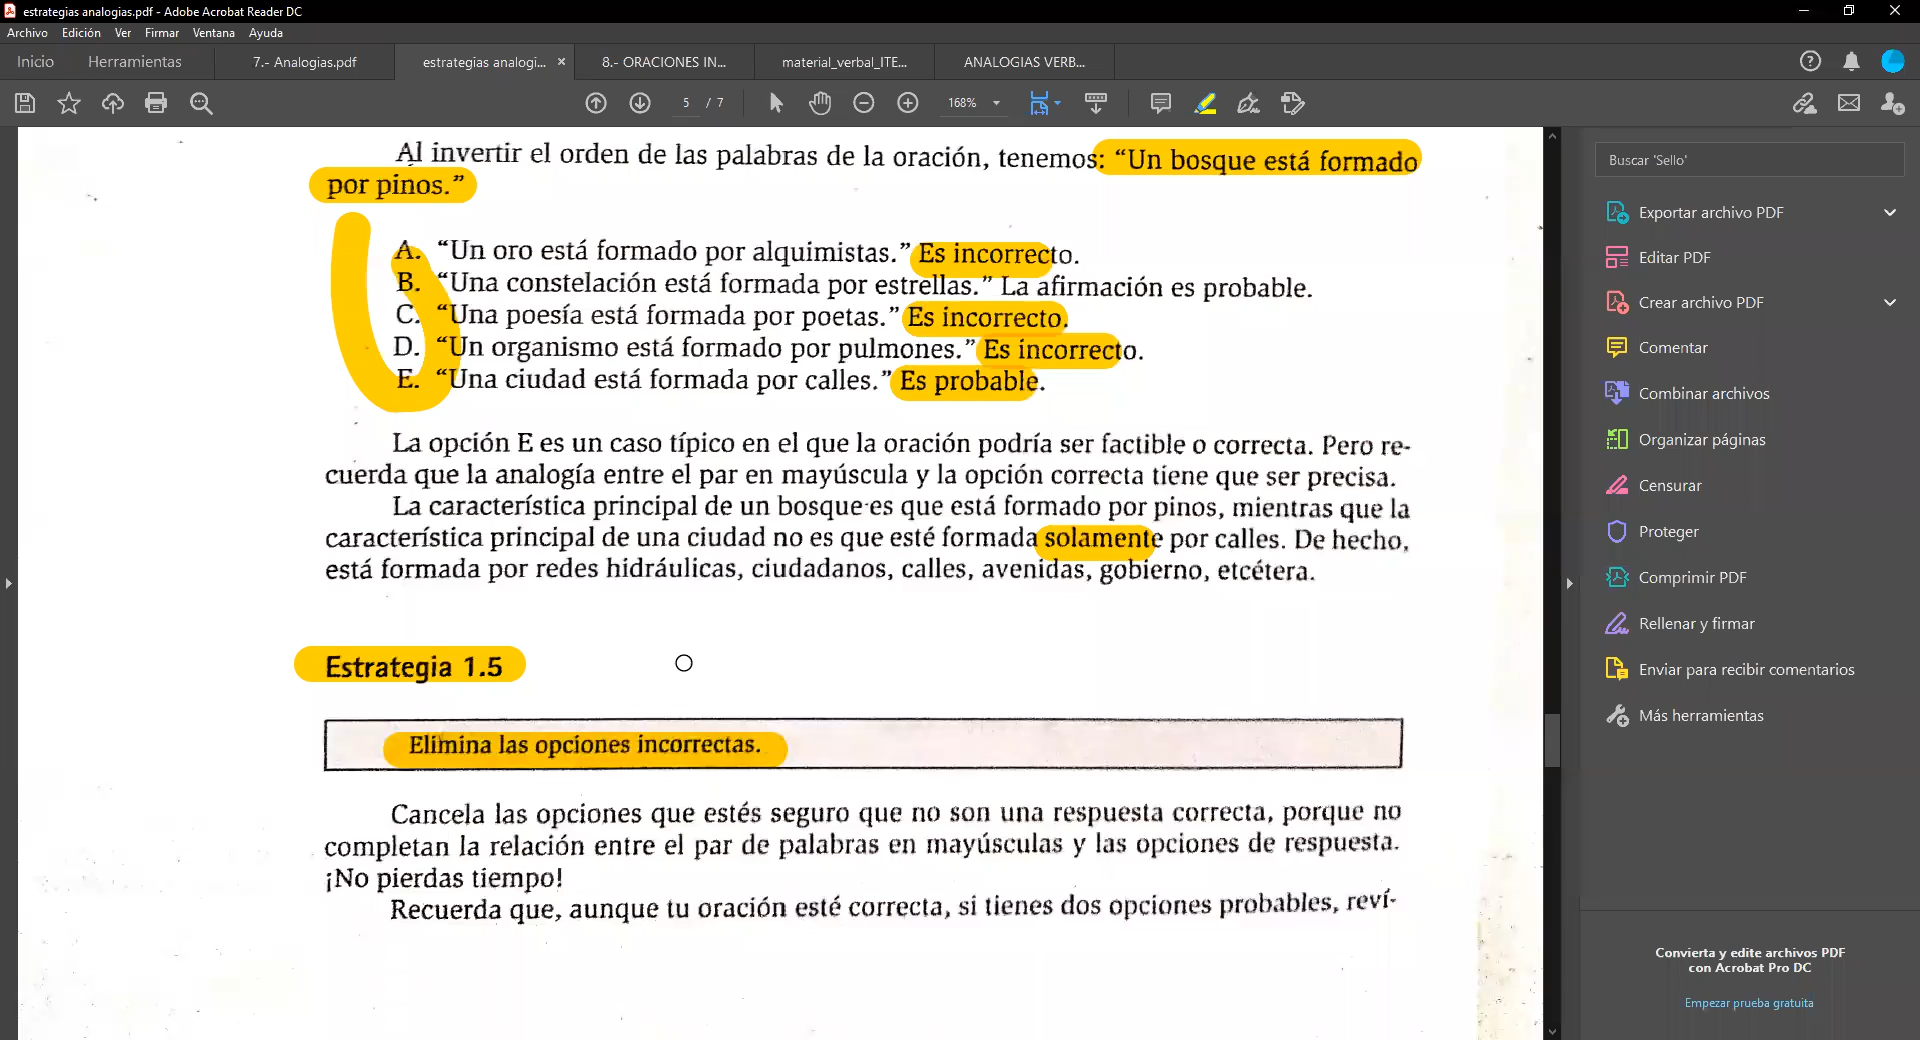 estrategias analogias.pdf - Adobe Acrobat Reader DC
Archivo Edición Ver Firmar Ventana Ayuda
Inicio Herramientas 7.- Analogias.pdf estrategias analogi... × 8.- ORACIONES IN... material_verbal_ITE... ANALOGIAS VERB...
5 / 7 168%
Al invertir el orden de las palabras de la oración, tenemos: “Un bosque está formado
por pinos.”
A. “Un oro está formado por alquimistas.” Es incorrecto.
B. “Una constelación está formada por estrellas.” La afirmación es probable.
C. “Una poesía está formada por poetas.” Es incorrecto.
D. “Un organismo está formado por pulmones.” Es incorrecto.
E. “Una ciudad está formada por calles.” Es probable.
La opción E es un caso típico en el que la oración podría ser factible o correcta. Pero re-
cuerda que la analogía entre el par en mayúscula y la opción correcta tiene que ser precisa.
La característica principal de un bosque es que está formado por pinos, mientras que la
característica principal de una ciudad no es que esté formada solamente por calles. De hecho,
está formada por redes hidráulicas, ciudadanos, calles, avenidas, gobierno, etcétera.
Estrategia 1.5
Elimina las opciones incorrectas.
Cancela las opciones que estés seguro que no son una respuesta correcta, porque no
completan la relación entre el par de palabras en mayúsculas y las opciones de respuesta.
¡No pierdas tiempo!
Recuerda que, aunque tu oración esté correcta, si tienes dos opciones probables, reví-
Buscar 'Sello'
Exportar archivo PDF
Editar PDF
Crear archivo PDF
Comentar
Combinar archivos
Organizar páginas
Censurar
Proteger
Comprimir PDF
Rellenar y firmar
Enviar para recibir comentarios
Más herramientas
Convierta y edite archivos PDF
con Acrobat Pro DC
Empezar prueba gratuita